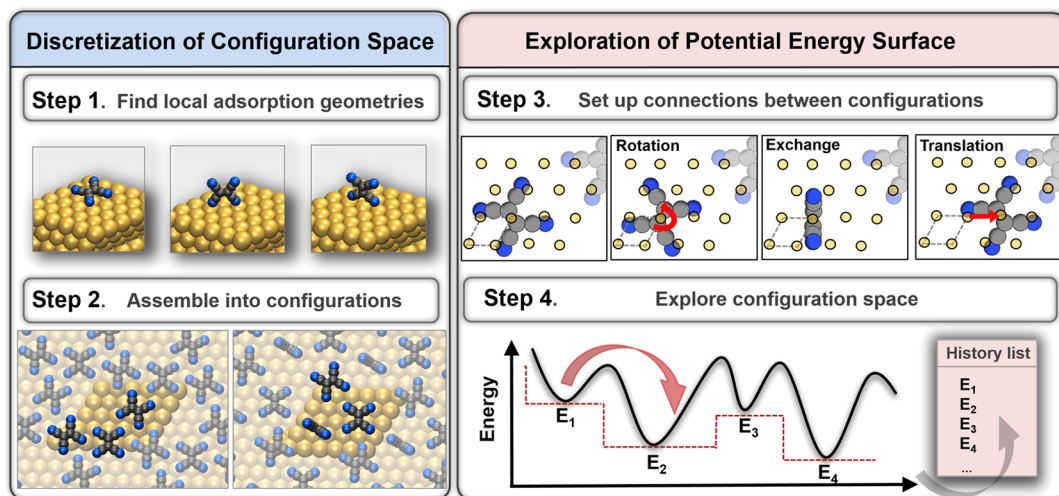 Discretization of Configuration Space
Step 1. Find local adsorption geometries
Step 2. Assemble into configurations
Exploration of Potential Energy Surface
Step 3. Set up connections between configurations
Rotation
Exchange
Translation
Step 4. Explore configuration space
Energy
E1
E2
E3
E4
History list
E1
E2
E3
E4
...